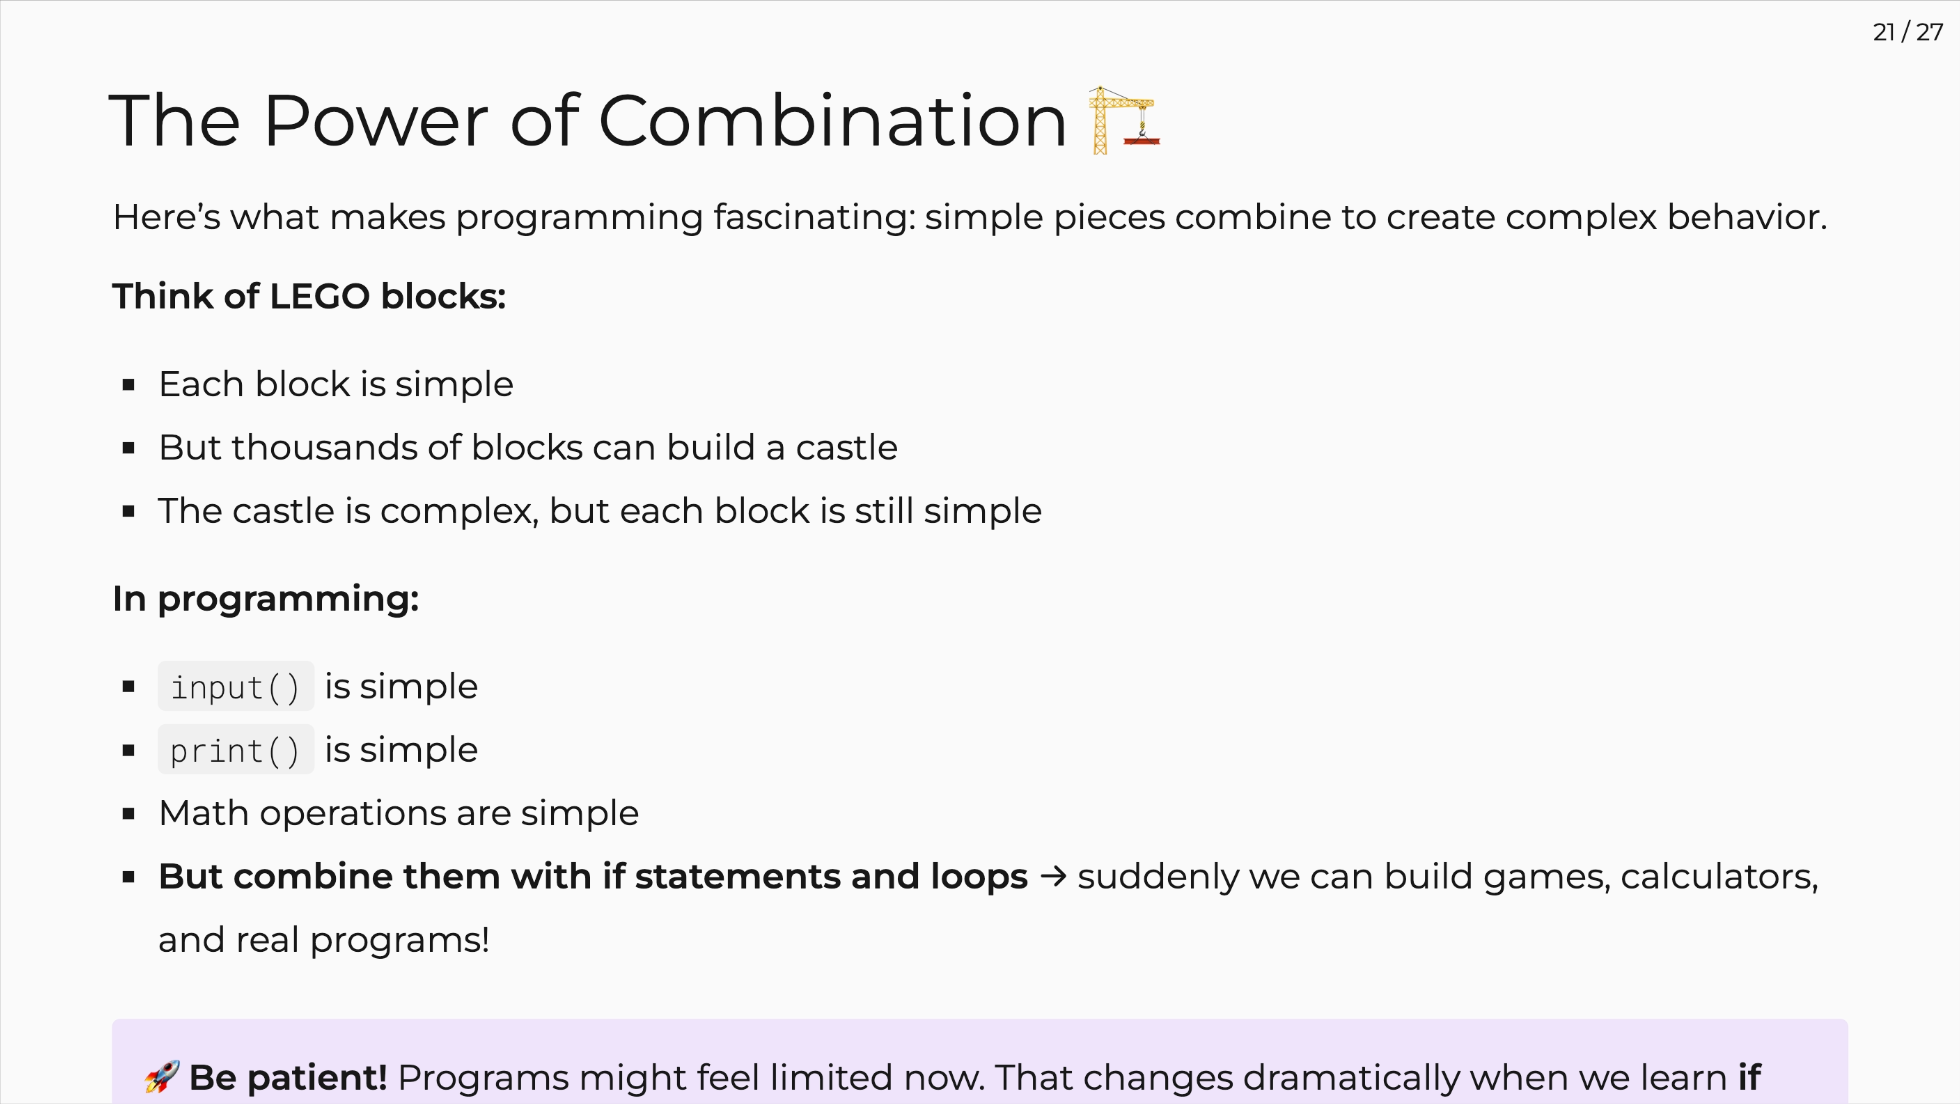 21 / 27
The Power of Combination 🏗️
Here’s what makes programming fascinating: simple pieces combine to create complex behavior.
Think of LEGO blocks:
▪ Each block is simple
▪ But thousands of blocks can build a castle
▪ The castle is complex, but each block is still simple
In programming:
▪ input() is simple
▪ print() is simple
▪ Math operations are simple
▪ But combine them with if statements and loops → suddenly we can build games, calculators,
and real programs!
🚀 Be patient! Programs might feel limited now. That changes dramatically when we learn if